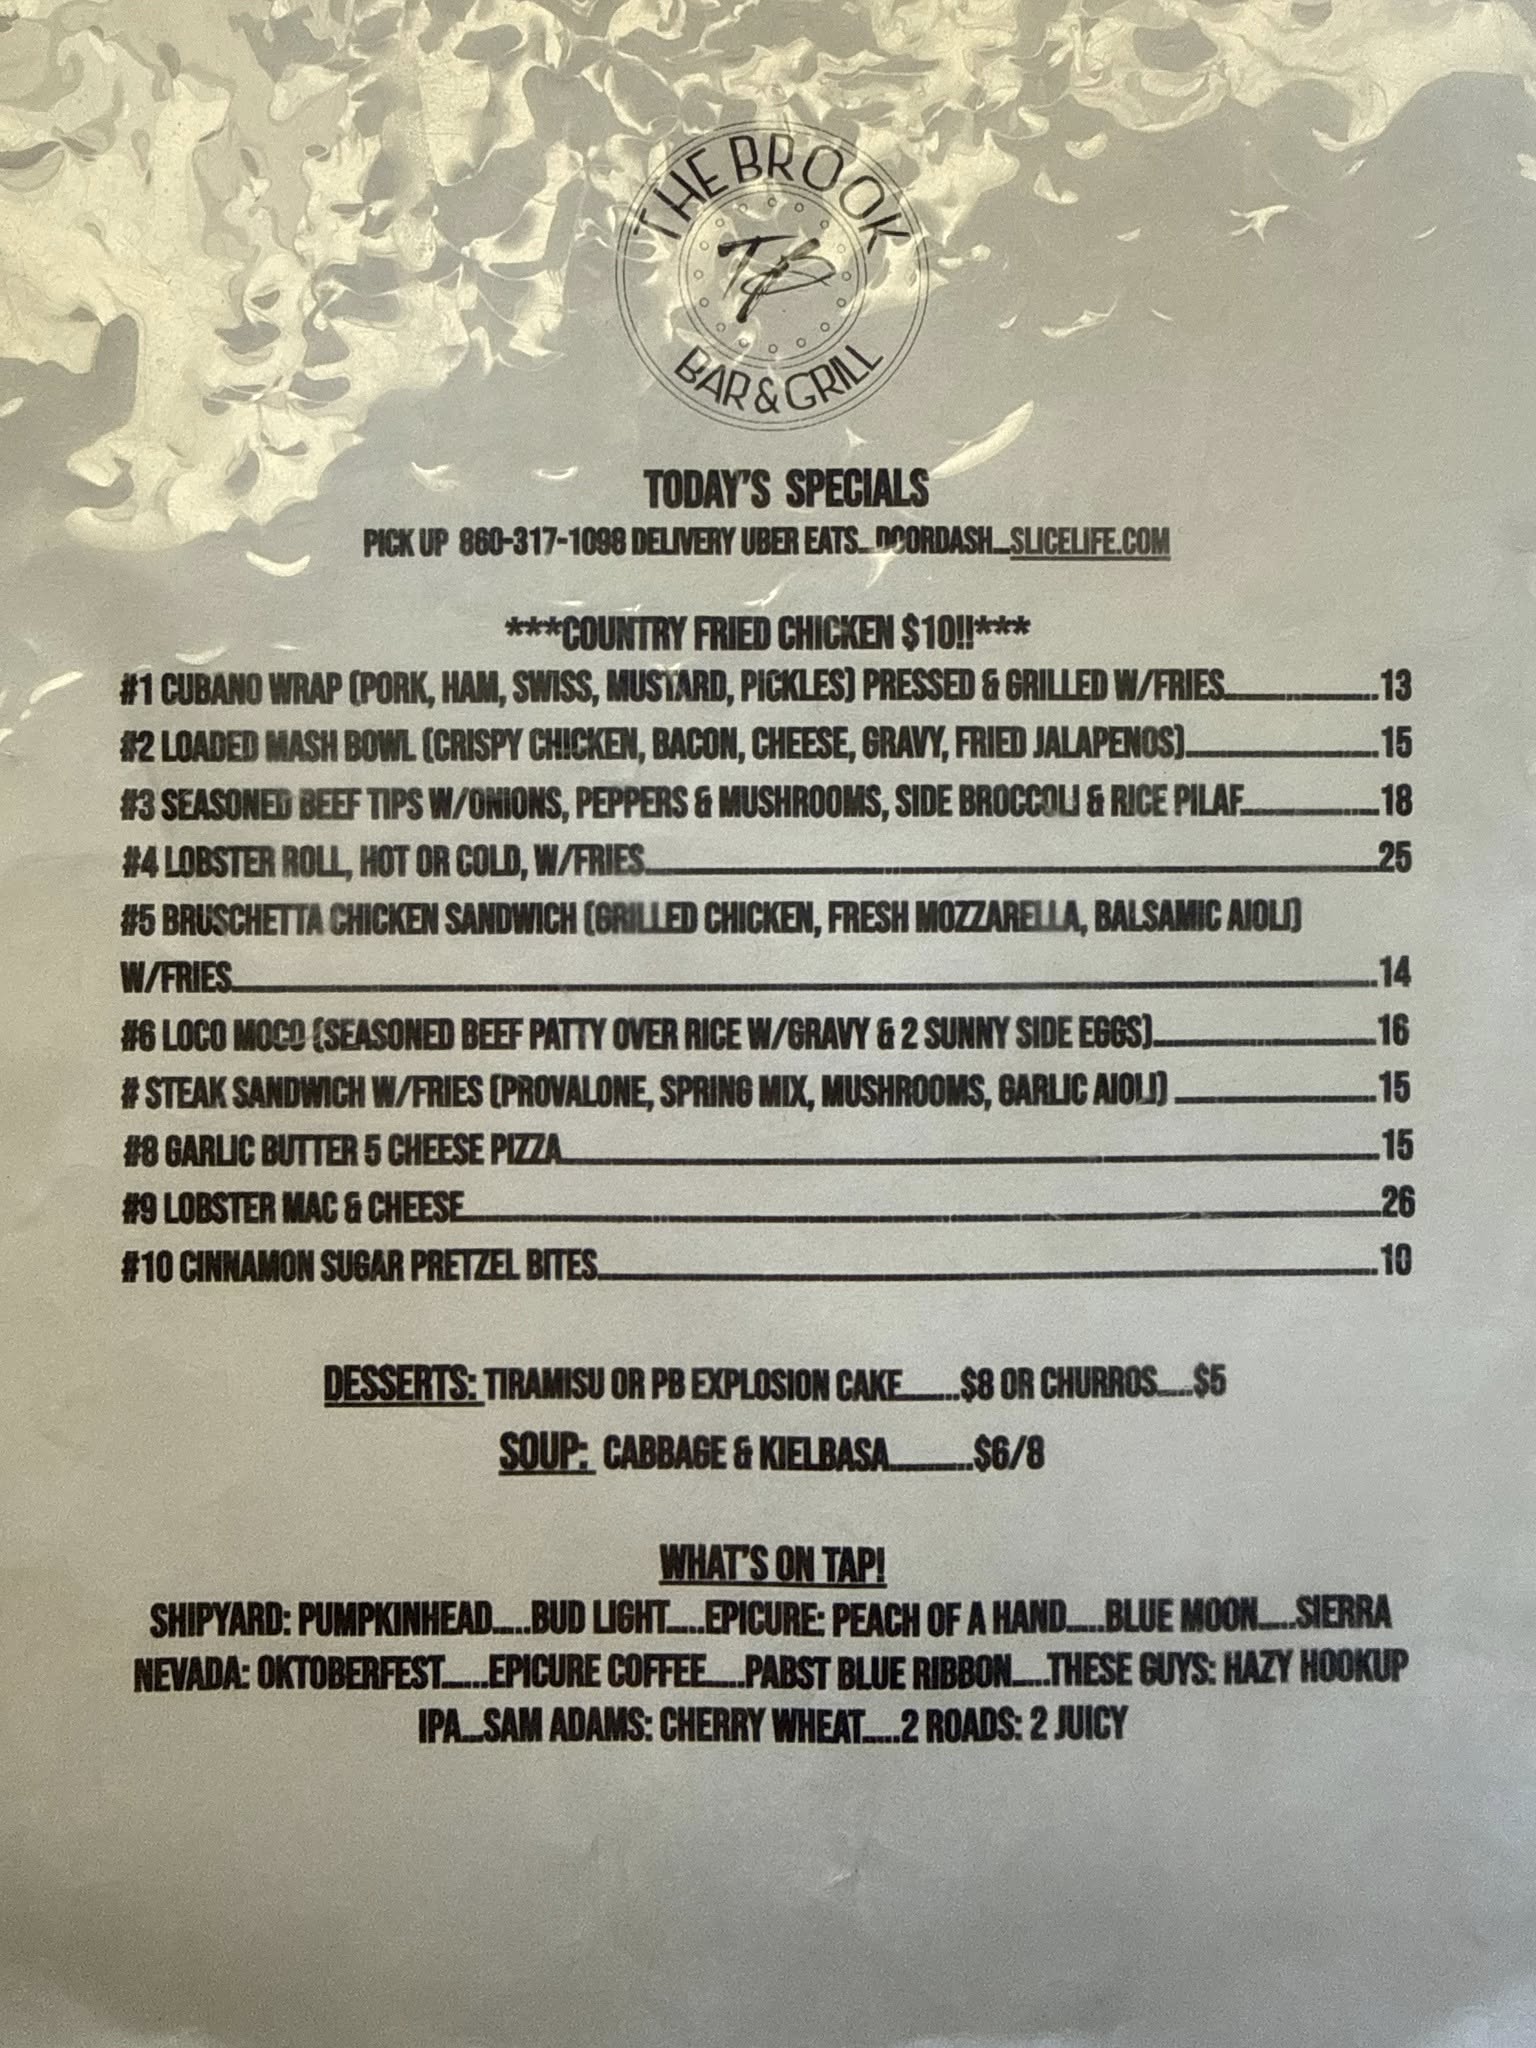 THE BROOK
TB
BAR & GRILL
TODAY'S SPECIALS
PICK UP 860-317-1098 DELIVERY UBER EATS...DOORDASH...SLICELIFE.COM
***COUNTRY FRIED CHICKEN $10!!***
#1 CUBANO WRAP (PORK, HAM, SWISS, MUSTARD, PICKLES) PRESSED & GRILLED W/FRIES.....................13
#2 LOADED MASH BOWL (CRISPY CHICKEN, BACON, CHEESE, GRAVY, FRIED JALAPENOS)..........................15
#3 SEASONED BEEF TIPS W/ONIONS, PEPPERS & MUSHROOMS, SIDE BROCCOLI & RICE PILAF...................18
#4 LOBSTER ROLL, HOT OR COLD, W/FRIES..........................................................................25
#5 BRUSCHETTA CHICKEN SANDWICH (GRILLED CHICKEN, FRESH MOZZARELLA, BALSAMIC AIOLI)
W/FRIES..........................................................................................................14
#6 LOCO MOCO (SEASONED BEEF PATTY OVER RICE W/GRAVY & 2 SUNNY SIDE EGGS)..............................16
# STEAK SANDWICH W/FRIES (PROVALONE, SPRING MIX, MUSHROOMS, GARLIC AIOLI) ...........................15
#8 GARLIC BUTTER 5 CHEESE PIZZA..................................................................................15
#9 LOBSTER MAC & CHEESE..........................................................................................26
#10 CINNAMON SUGAR PRETZEL BITES...............................................................................10
DESSERTS: TIRAMISU OR PB EXPLOSION CAKE.........$8 OR CHURROS.....$5
SOUP: CABBAGE & KIELBASA............$6/8
WHAT'S ON TAP!
SHIPYARD: PUMPKINHEAD.....BUD LIGHT.....EPICURE: PEACH OF A HAND.....BLUE MOON.....SIERRA
NEVADA: OKTOBERFEST......EPICURE COFFEE.....PABST BLUE RIBBON.....THESE GUYS: HAZY HOOKUP
IPA...SAM ADAMS: CHERRY WHEAT.....2 ROADS: 2 JUICY